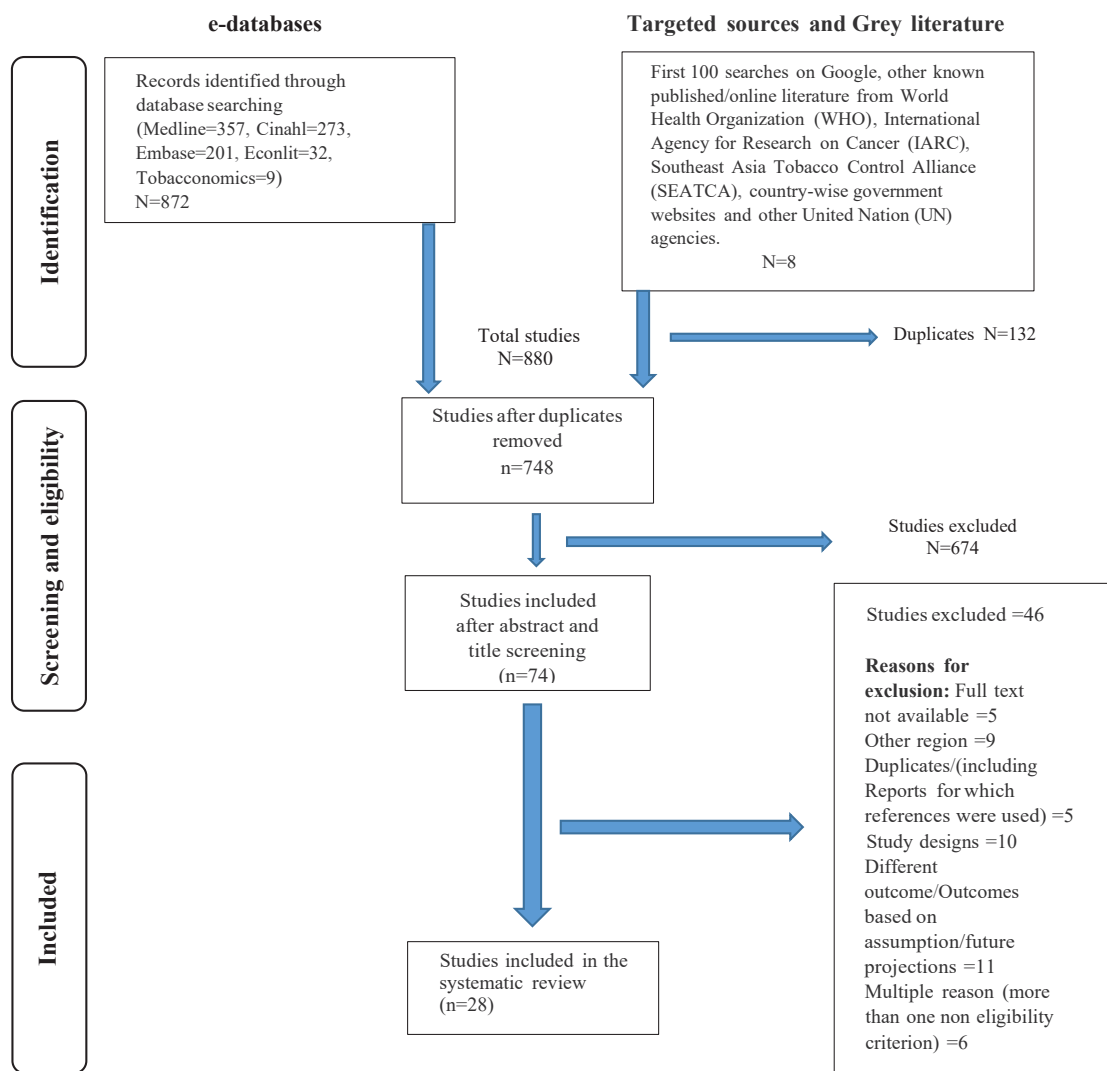 e-databases
Targeted sources and Grey literature
Identification
Records identified through
database searching
(Medline=357, Cinahl=273,
Embase=201, Econlit=32,
Tobacconomics=9)
N=872
First 100 searches on Google, other known
published/online literature from World
Health Organization (WHO), International
Agency for Research on Cancer (IARC),
Southeast Asia Tobacco Control Alliance
(SEATCA), country-wise government
websites and other United Nation (UN)
agencies.
N=8
Total studies
N=880
Duplicates N=132
Screening and eligibility
Studies after duplicates
removed
n=748
Studies excluded
N=674
Studies included
after abstract and
title screening
(n=74)
Studies excluded =46
Reasons for
exclusion: Full text
not available =5
Other region =9
Duplicates/(including
Reports for which
references were used) =5
Study designs =10
Different
outcome/Outcomes
based on
assumption/future
projections =11
Multiple reason (more
than one non eligibility
criterion) =6
Included
Studies included in the
systematic review
(n=28)